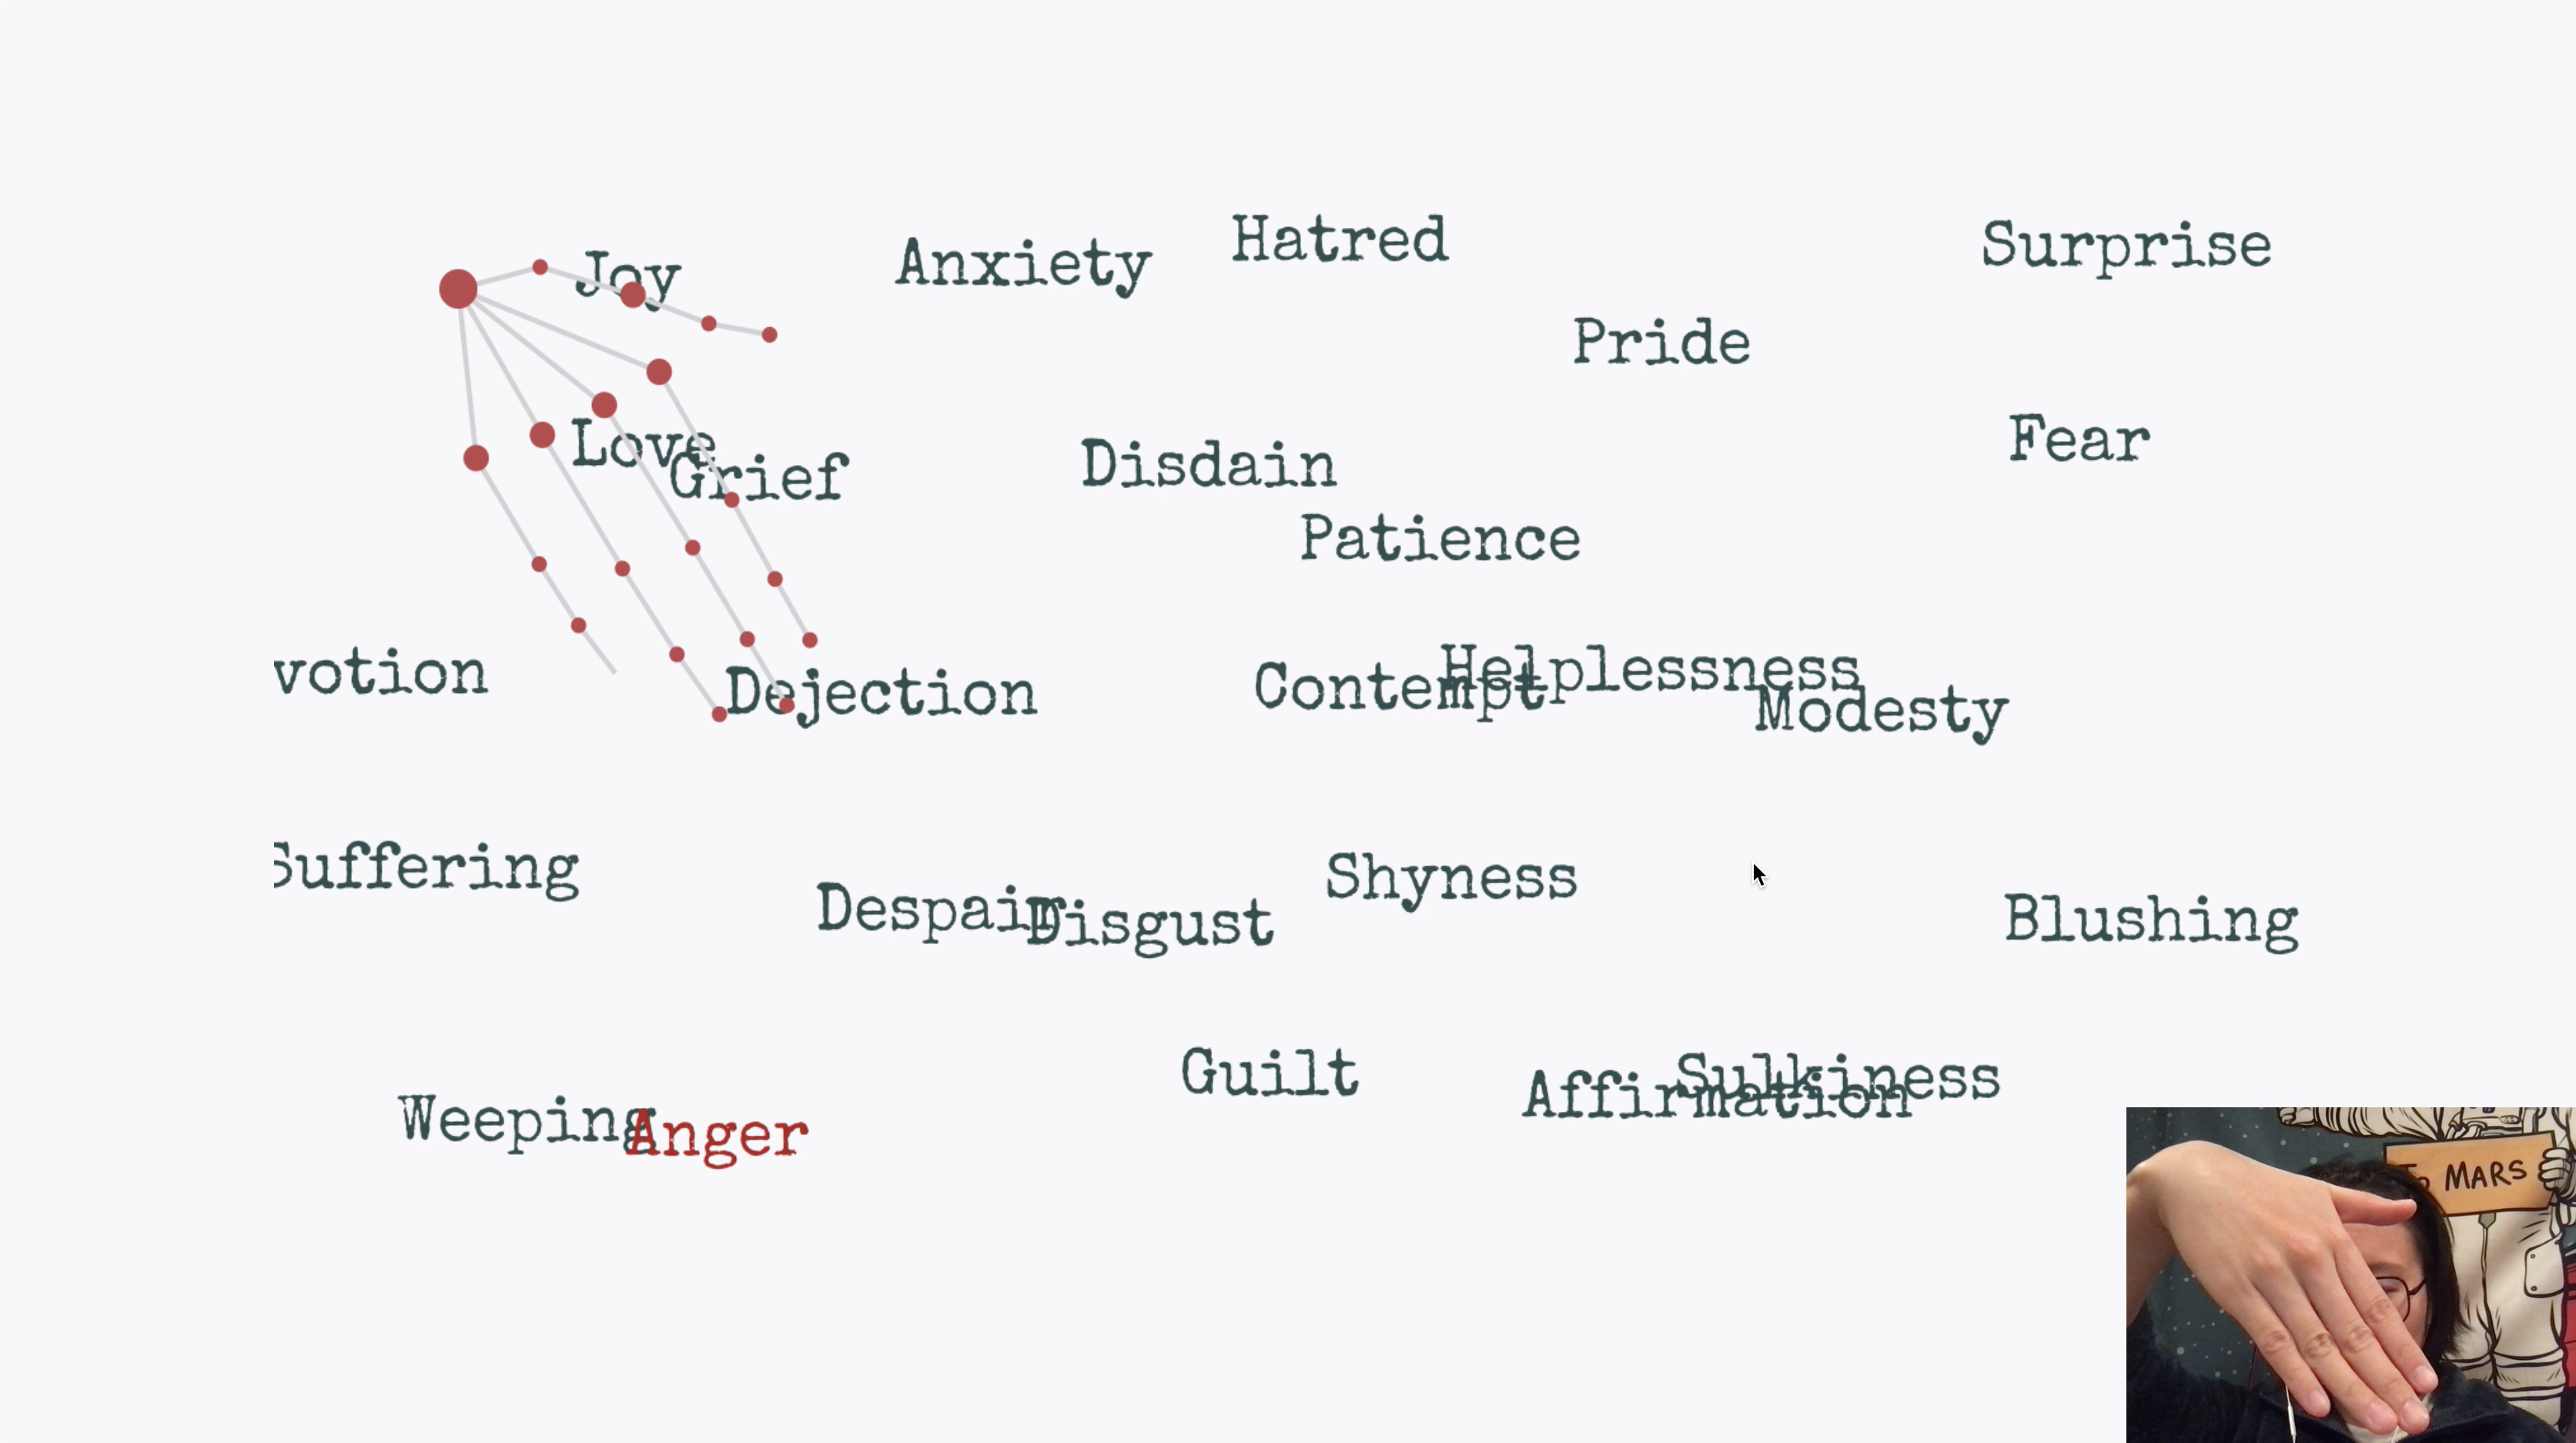 Hatred
Surprise
Joy
Anxiety
Pride
Love
Fear
Grief
Disdain
Patience
votion
Helplessness
Dejection
Contempt
Modesty
Suffering
Shyness
Despair
Disgust
Blushing
Guilt
Sulkiness
Affirmation
Weeping
Anger
MARS